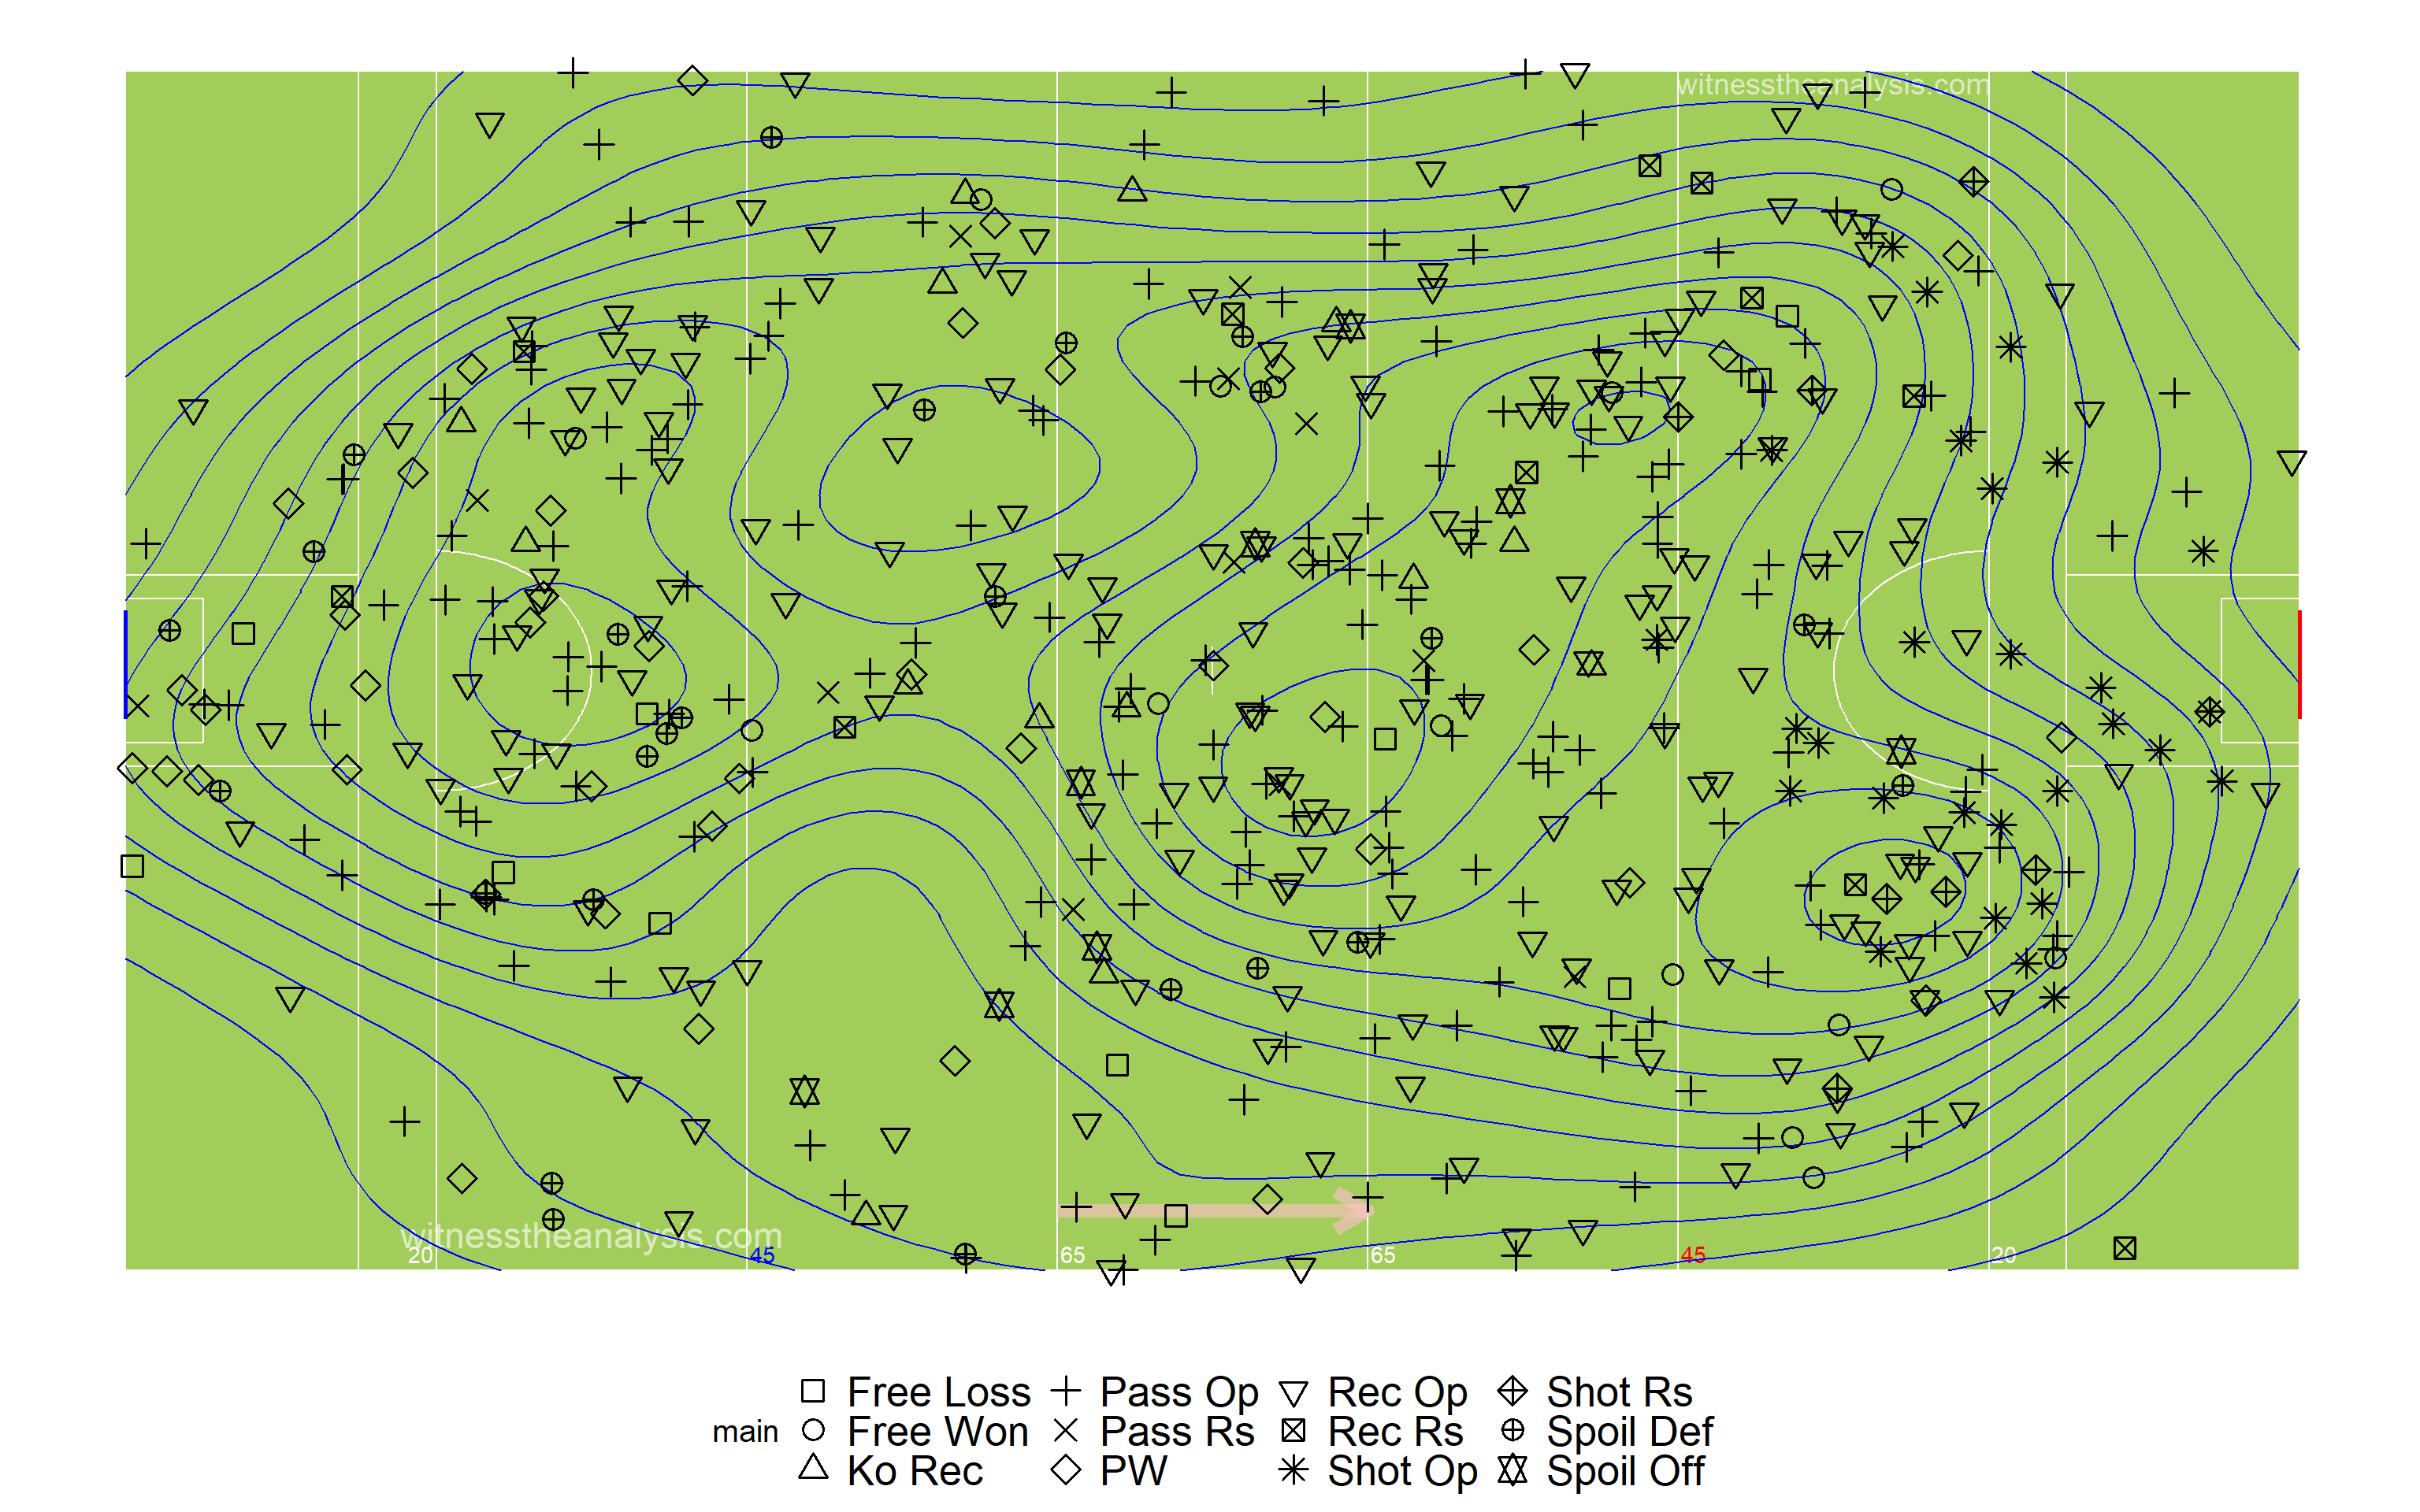 witnesstheanalysis.com
witnesstheanalysis.com
20 45 65 65 45 20
main
Free Loss Pass Op Rec Op Shot Rs
Free Won Pass Rs Rec Rs Spoil Def
Ko Rec PW Shot Op Spoil Off